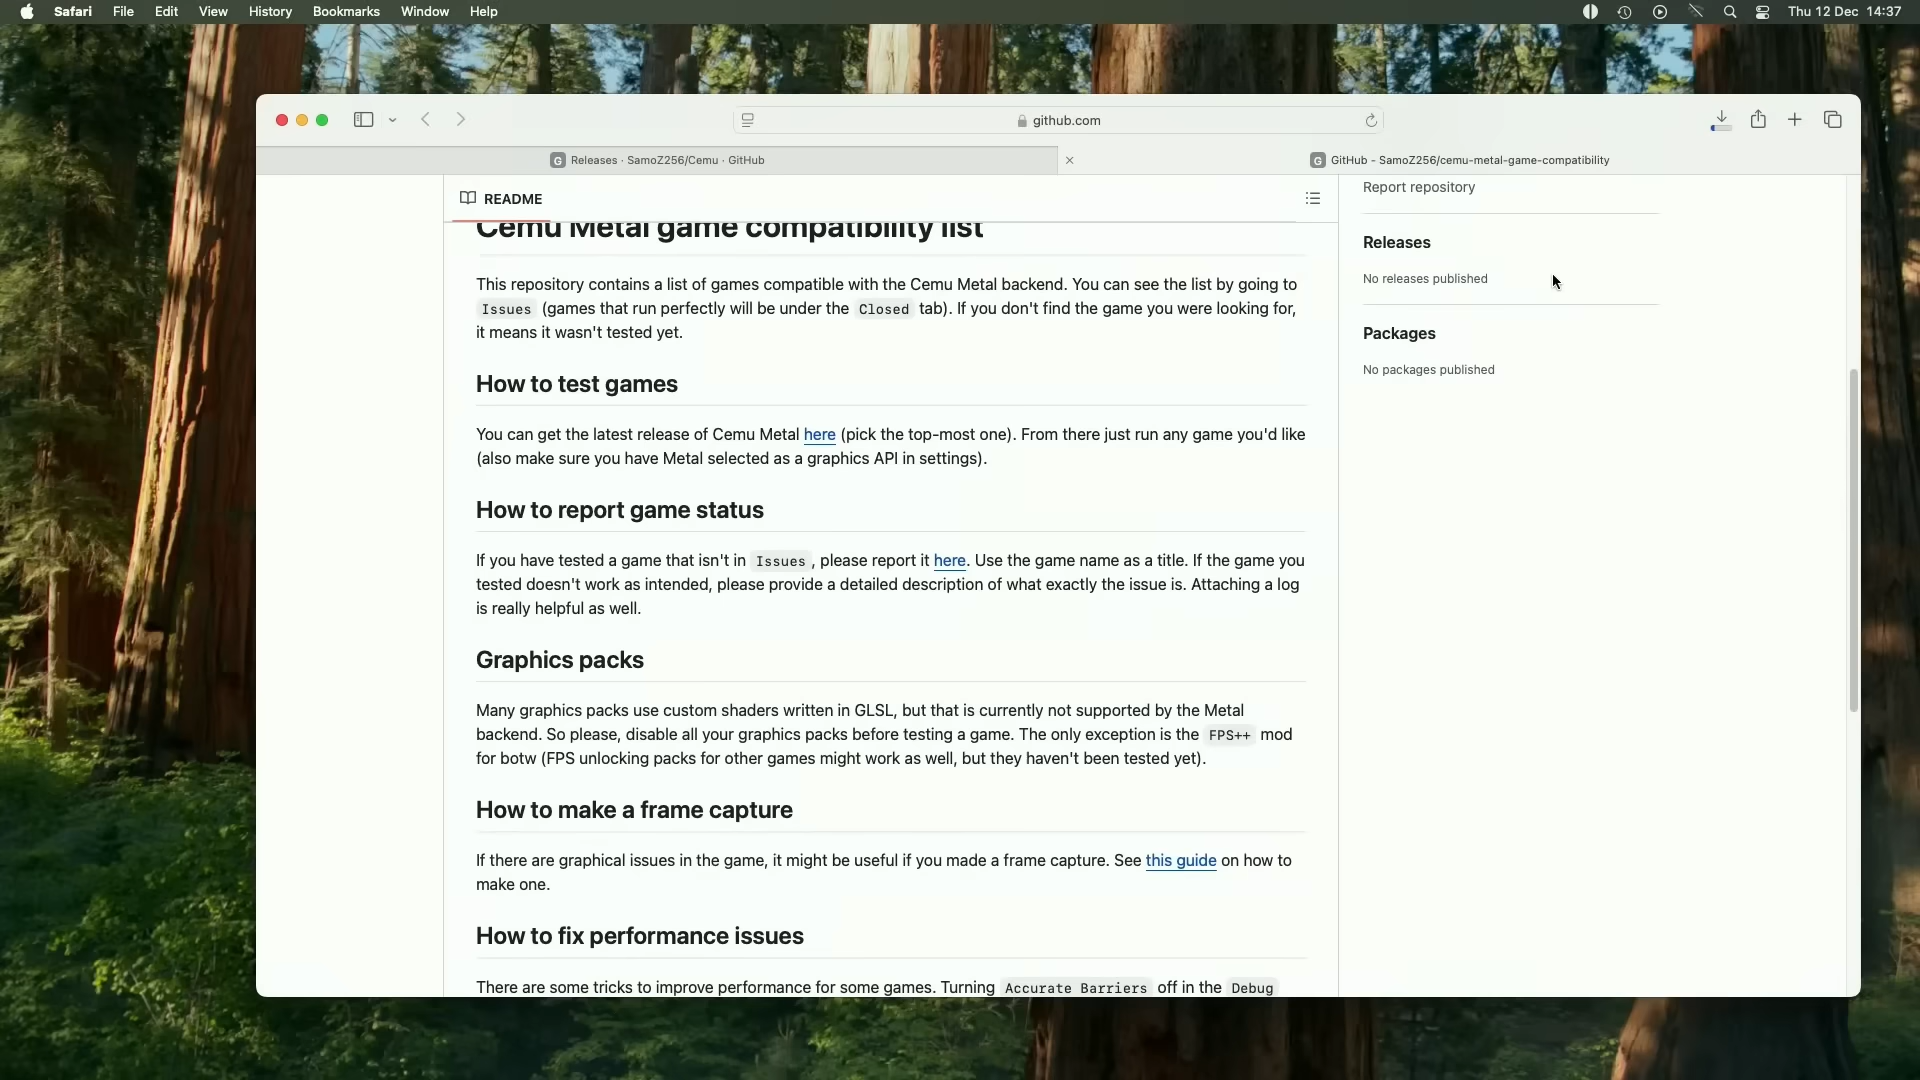 Safari File Edit View History Bookmarks Window Help Thu 12 Dec 14:37
github.com
G Releases · SamoZ256/Cemu · GitHub
G GitHub - SamoZ256/cemu-metal-game-compatibility
README
Cemu Metal game compatibility list
This repository contains a list of games compatible with the Cemu Metal backend. You can see the list by going to
Issues (games that run perfectly will be under the Closed tab). If you don't find the game you were looking for,
it means it wasn't tested yet.
How to test games
You can get the latest release of Cemu Metal here (pick the top-most one). From there just run any game you'd like
(also make sure you have Metal selected as a graphics API in settings).
How to report game status
If you have tested a game that isn't in Issues , please report it here. Use the game name as a title. If the game you
tested doesn't work as intended, please provide a detailed description of what exactly the issue is. Attaching a log
is really helpful as well.
Graphics packs
Many graphics packs use custom shaders written in GLSL, but that is currently not supported by the Metal
backend. So please, disable all your graphics packs before testing a game. The only exception is the FPS++ mod
for botw (FPS unlocking packs for other games might work as well, but they haven't been tested yet).
How to make a frame capture
If there are graphical issues in the game, it might be useful if you made a frame capture. See this guide on how to
make one.
How to fix performance issues
There are some tricks to improve performance for some games. Turning Accurate Barriers off in the Debug
Report repository
Releases
No releases published
Packages
No packages published